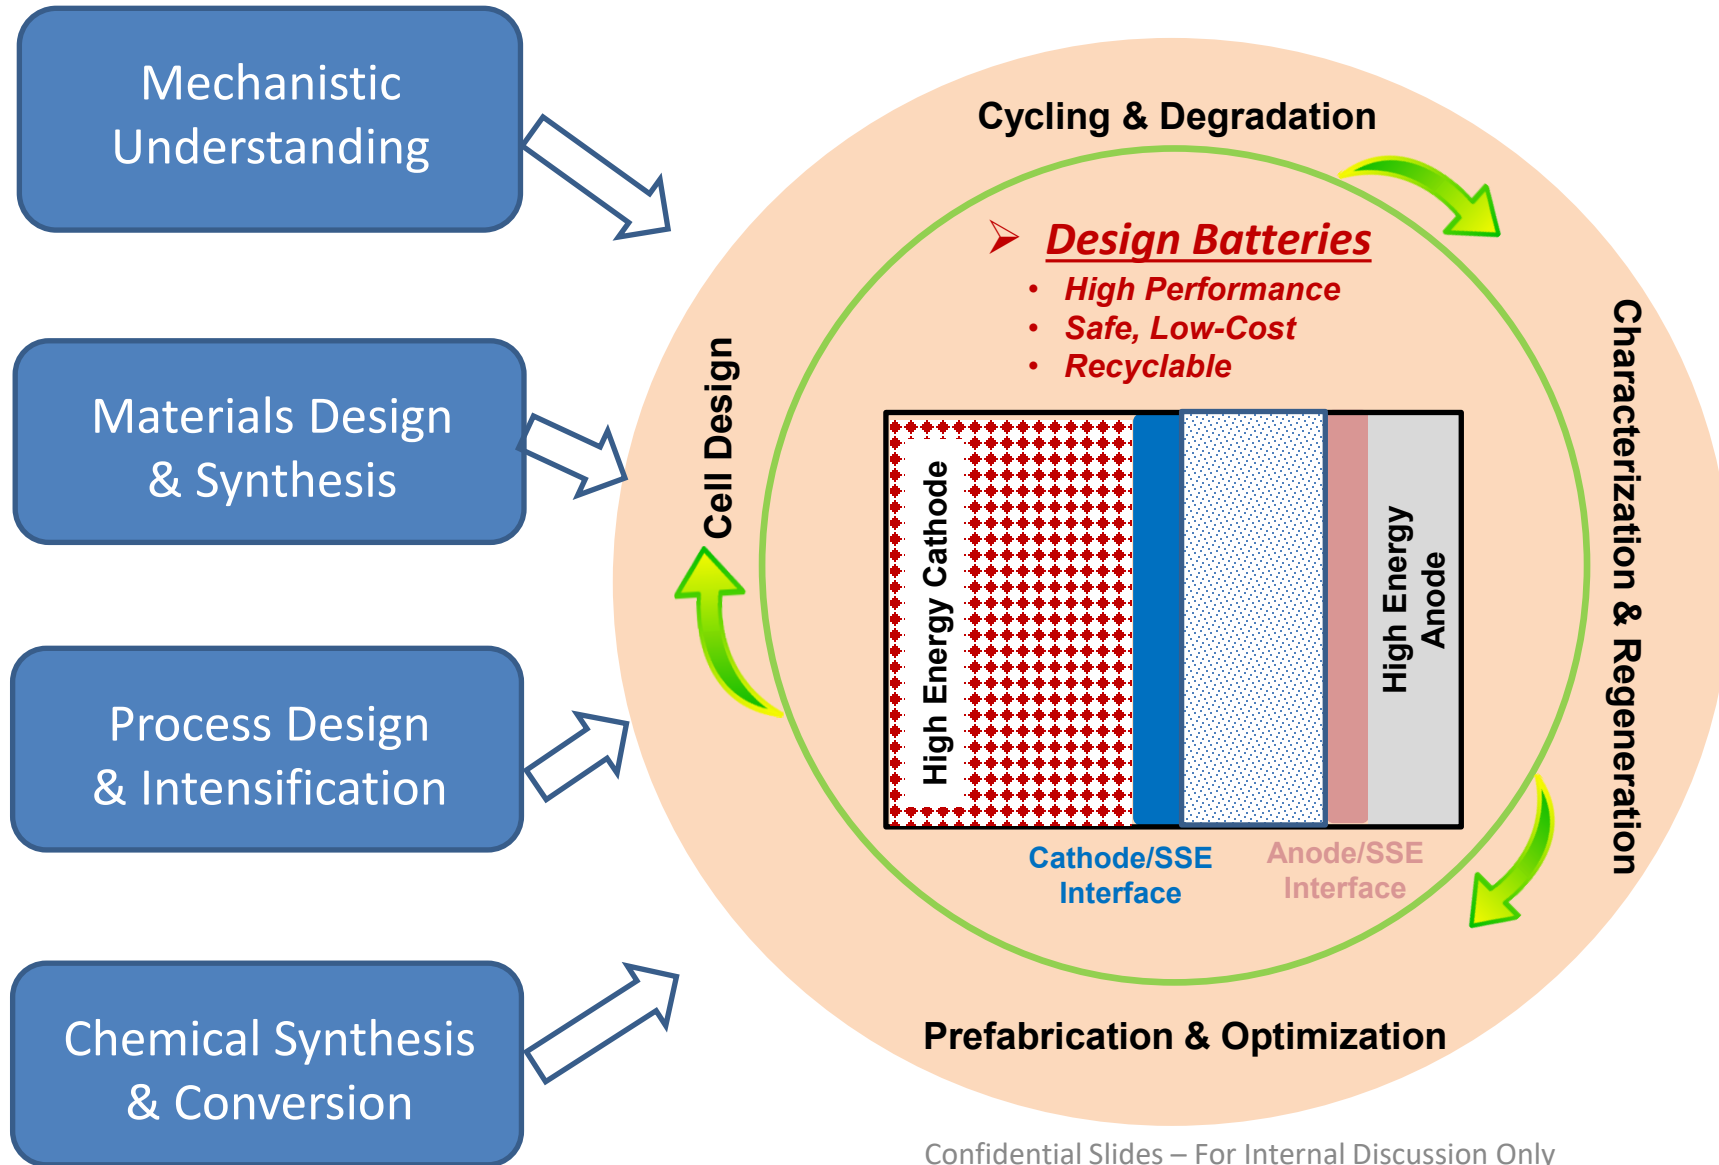 Mechanistic
Understanding
Materials Design
& Synthesis
Process Design
& Intensification
Chemical Synthesis
& Conversion
Cycling & Degradation
➢ Design Batteries
• High Performance
• Safe, Low-Cost
• Recyclable
Cell Design
Characterization & Regeneration
High Energy Cathode
High Energy
Anode
Cathode/SSE
Interface
Anode/SSE
Interface
Prefabrication & Optimization
Confidential Slides – For Internal Discussion Only